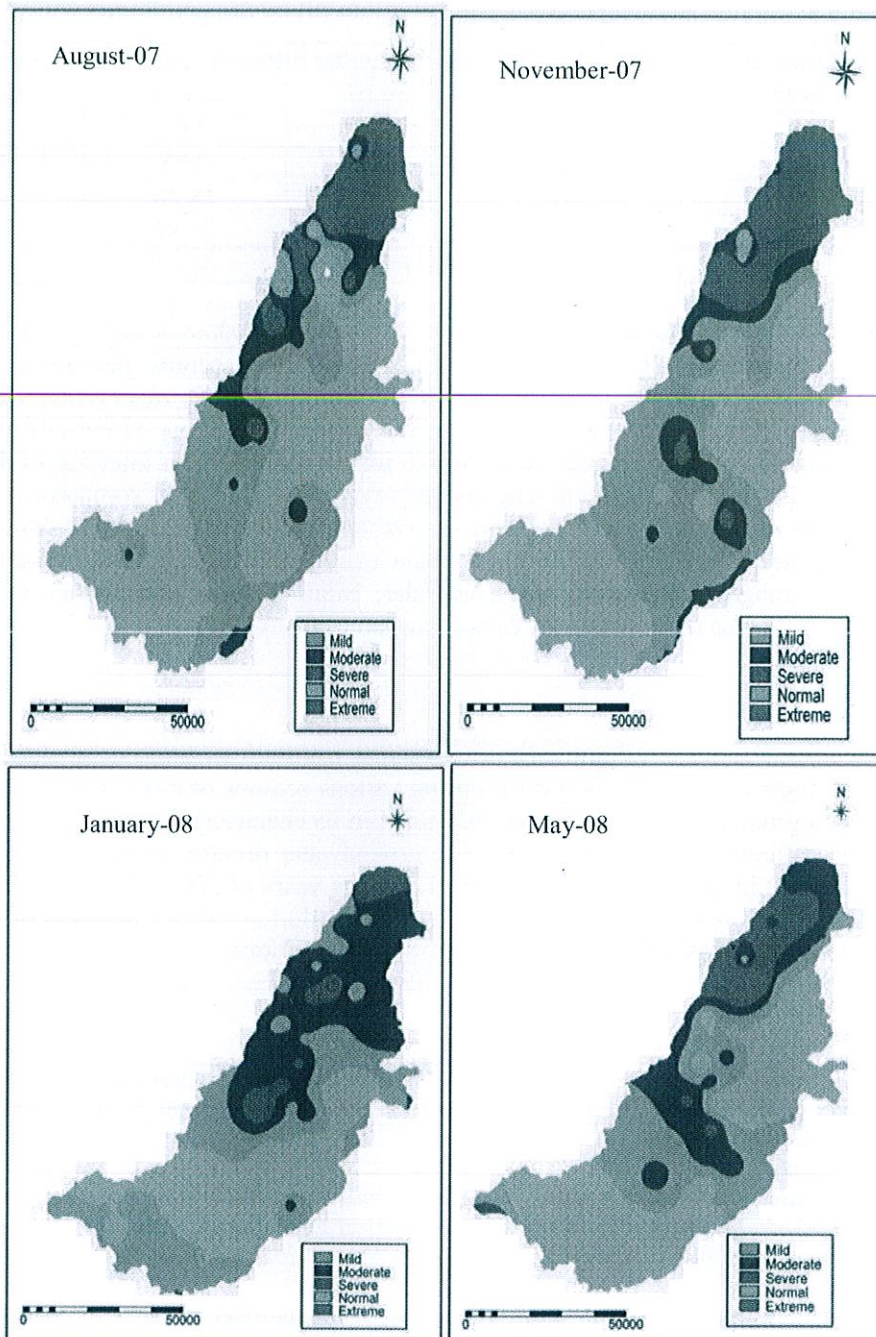 August-07
N
Mild
Moderate
Severe
Normal
Extreme
0 50000
November-07
N
Mild
Moderate
Severe
Normal
Extreme
0 50000
January-08
N
Mild
Moderate
Severe
Normal
Extreme
0 50000
May-08
N
Mild
Moderate
Severe
Normal
Extreme
0 50000